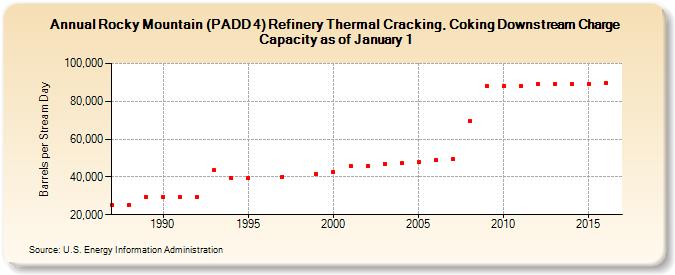 Annual Rocky Mountain (PADD 4) Refinery Thermal Cracking, Coking Downstream Charge
Capacity as of January 1
Barrels per Stream Day
100,000
80,000
60,000
40,000
20,000
1990
1995
2000
2005
2010
2015
Source: U.S. Energy Information Administration